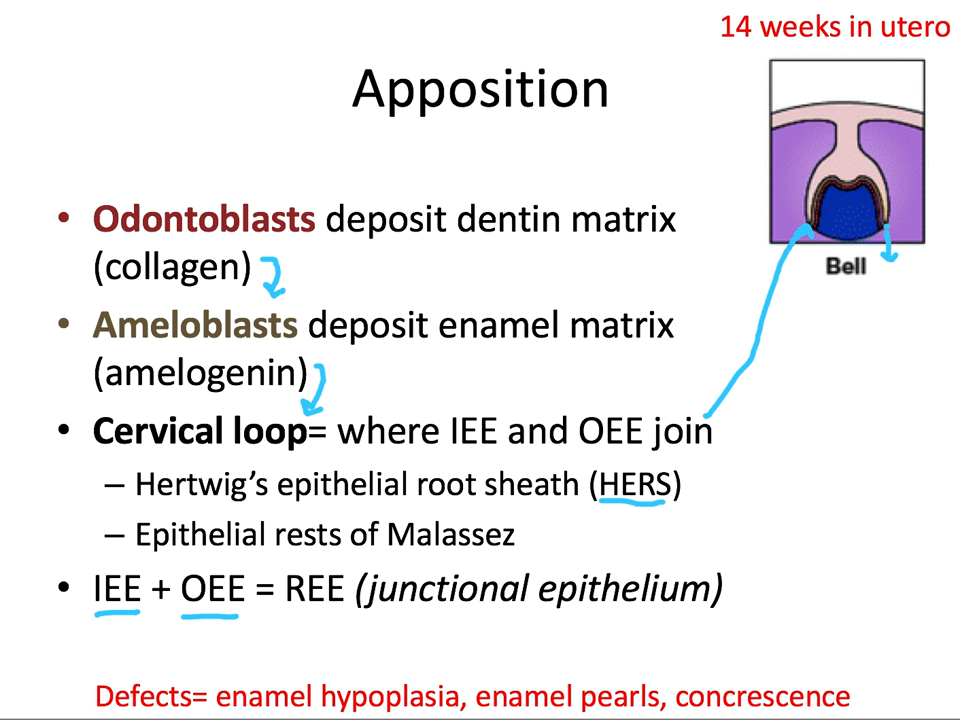 14 weeks in utero
Apposition
• Odontoblasts deposit dentin matrix
(collagen)
• Ameloblasts deposit enamel matrix
(amelogenin)
• Cervical loop= where IEE and OEE join
– Hertwig’s epithelial root sheath (HERS)
– Epithelial rests of Malassez
• IEE + OEE = REE (junctional epithelium)
Bell
Defects= enamel hypoplasia, enamel pearls, concrescence